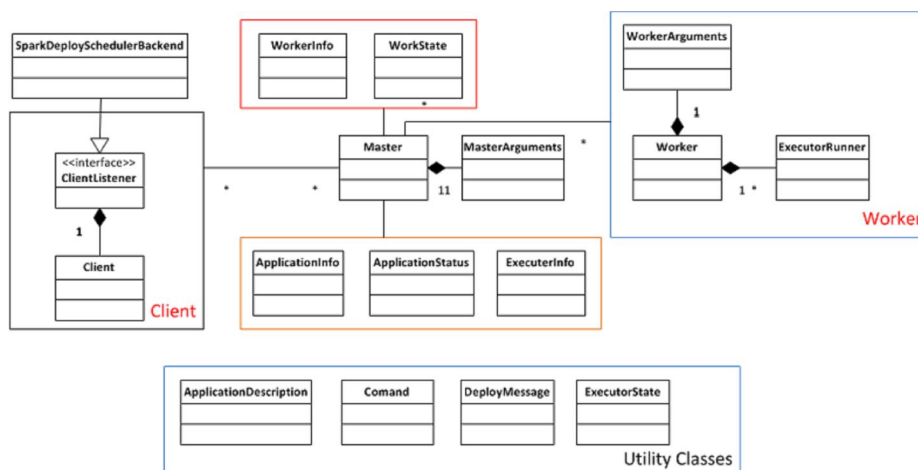 SparkDeploySchedulerBackend
<<interface>>
ClientListener
1
Client
Client
WorkerInfo
WorkState
*
Master
MasterArguments
*
*
11
*
ApplicationInfo
ApplicationStatus
ExecuterInfo
WorkerArguments
1
Worker
ExecutorRunner
1 *
Worker
ApplicationDescription
Comand
DeployMessage
ExecutorState
Utility Classes